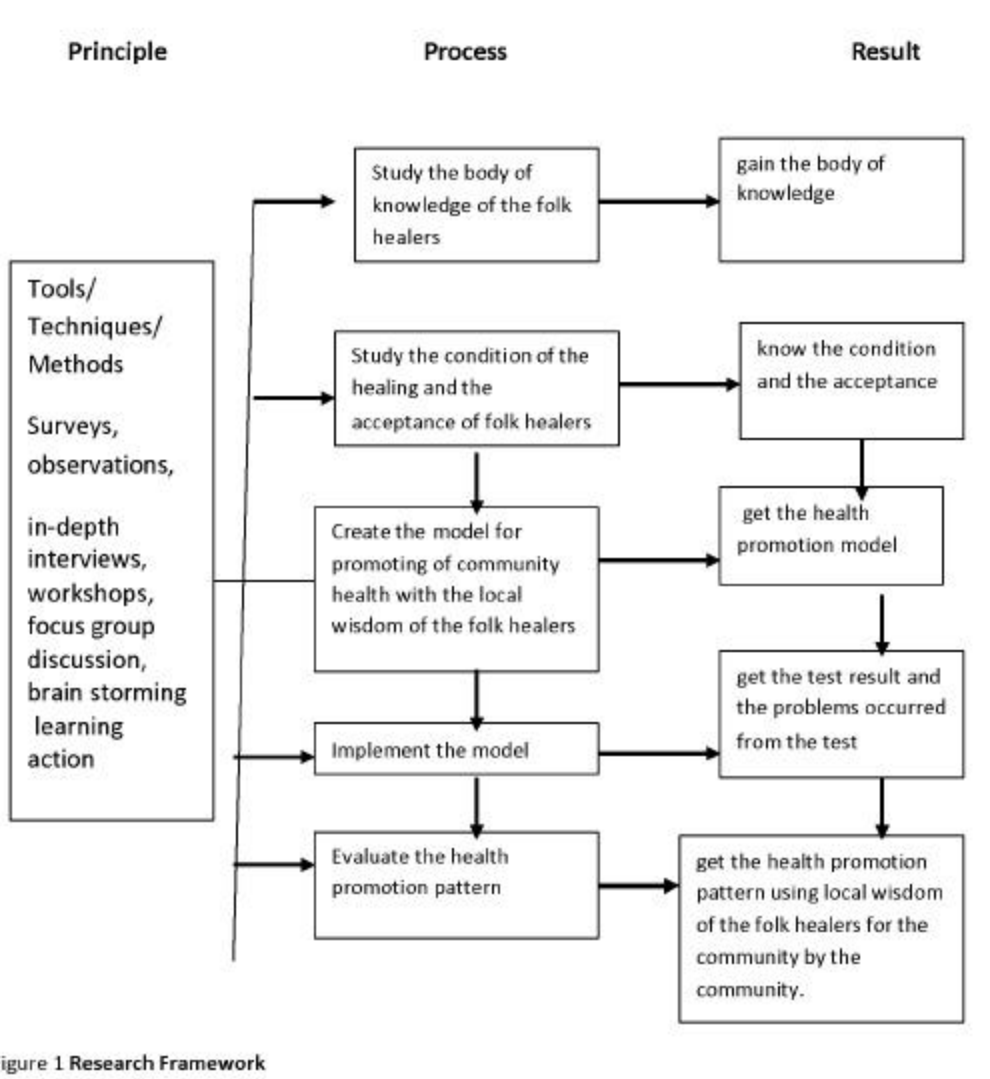 Principle
Process
Result
Tools/
Techniques/
Methods
Surveys,
observations,
in-depth
interviews,
workshops,
focus group
discussion,
brain storming
learning
action
Study the body of
knowledge of the folk
healers
gain the body of
knowledge
Study the condition of the
healing and the
acceptance of folk healers
know the condition
and the acceptance
Create the model for
promoting of community
health with the local
wisdom of the folk healers
get the health
promotion model
Implement the model
get the test result and
the problems occurred
from the test
Evaluate the health
promotion pattern
get the health promotion
pattern using local wisdom
of the folk healers for the
community by the
community.
igure 1 Research Framework